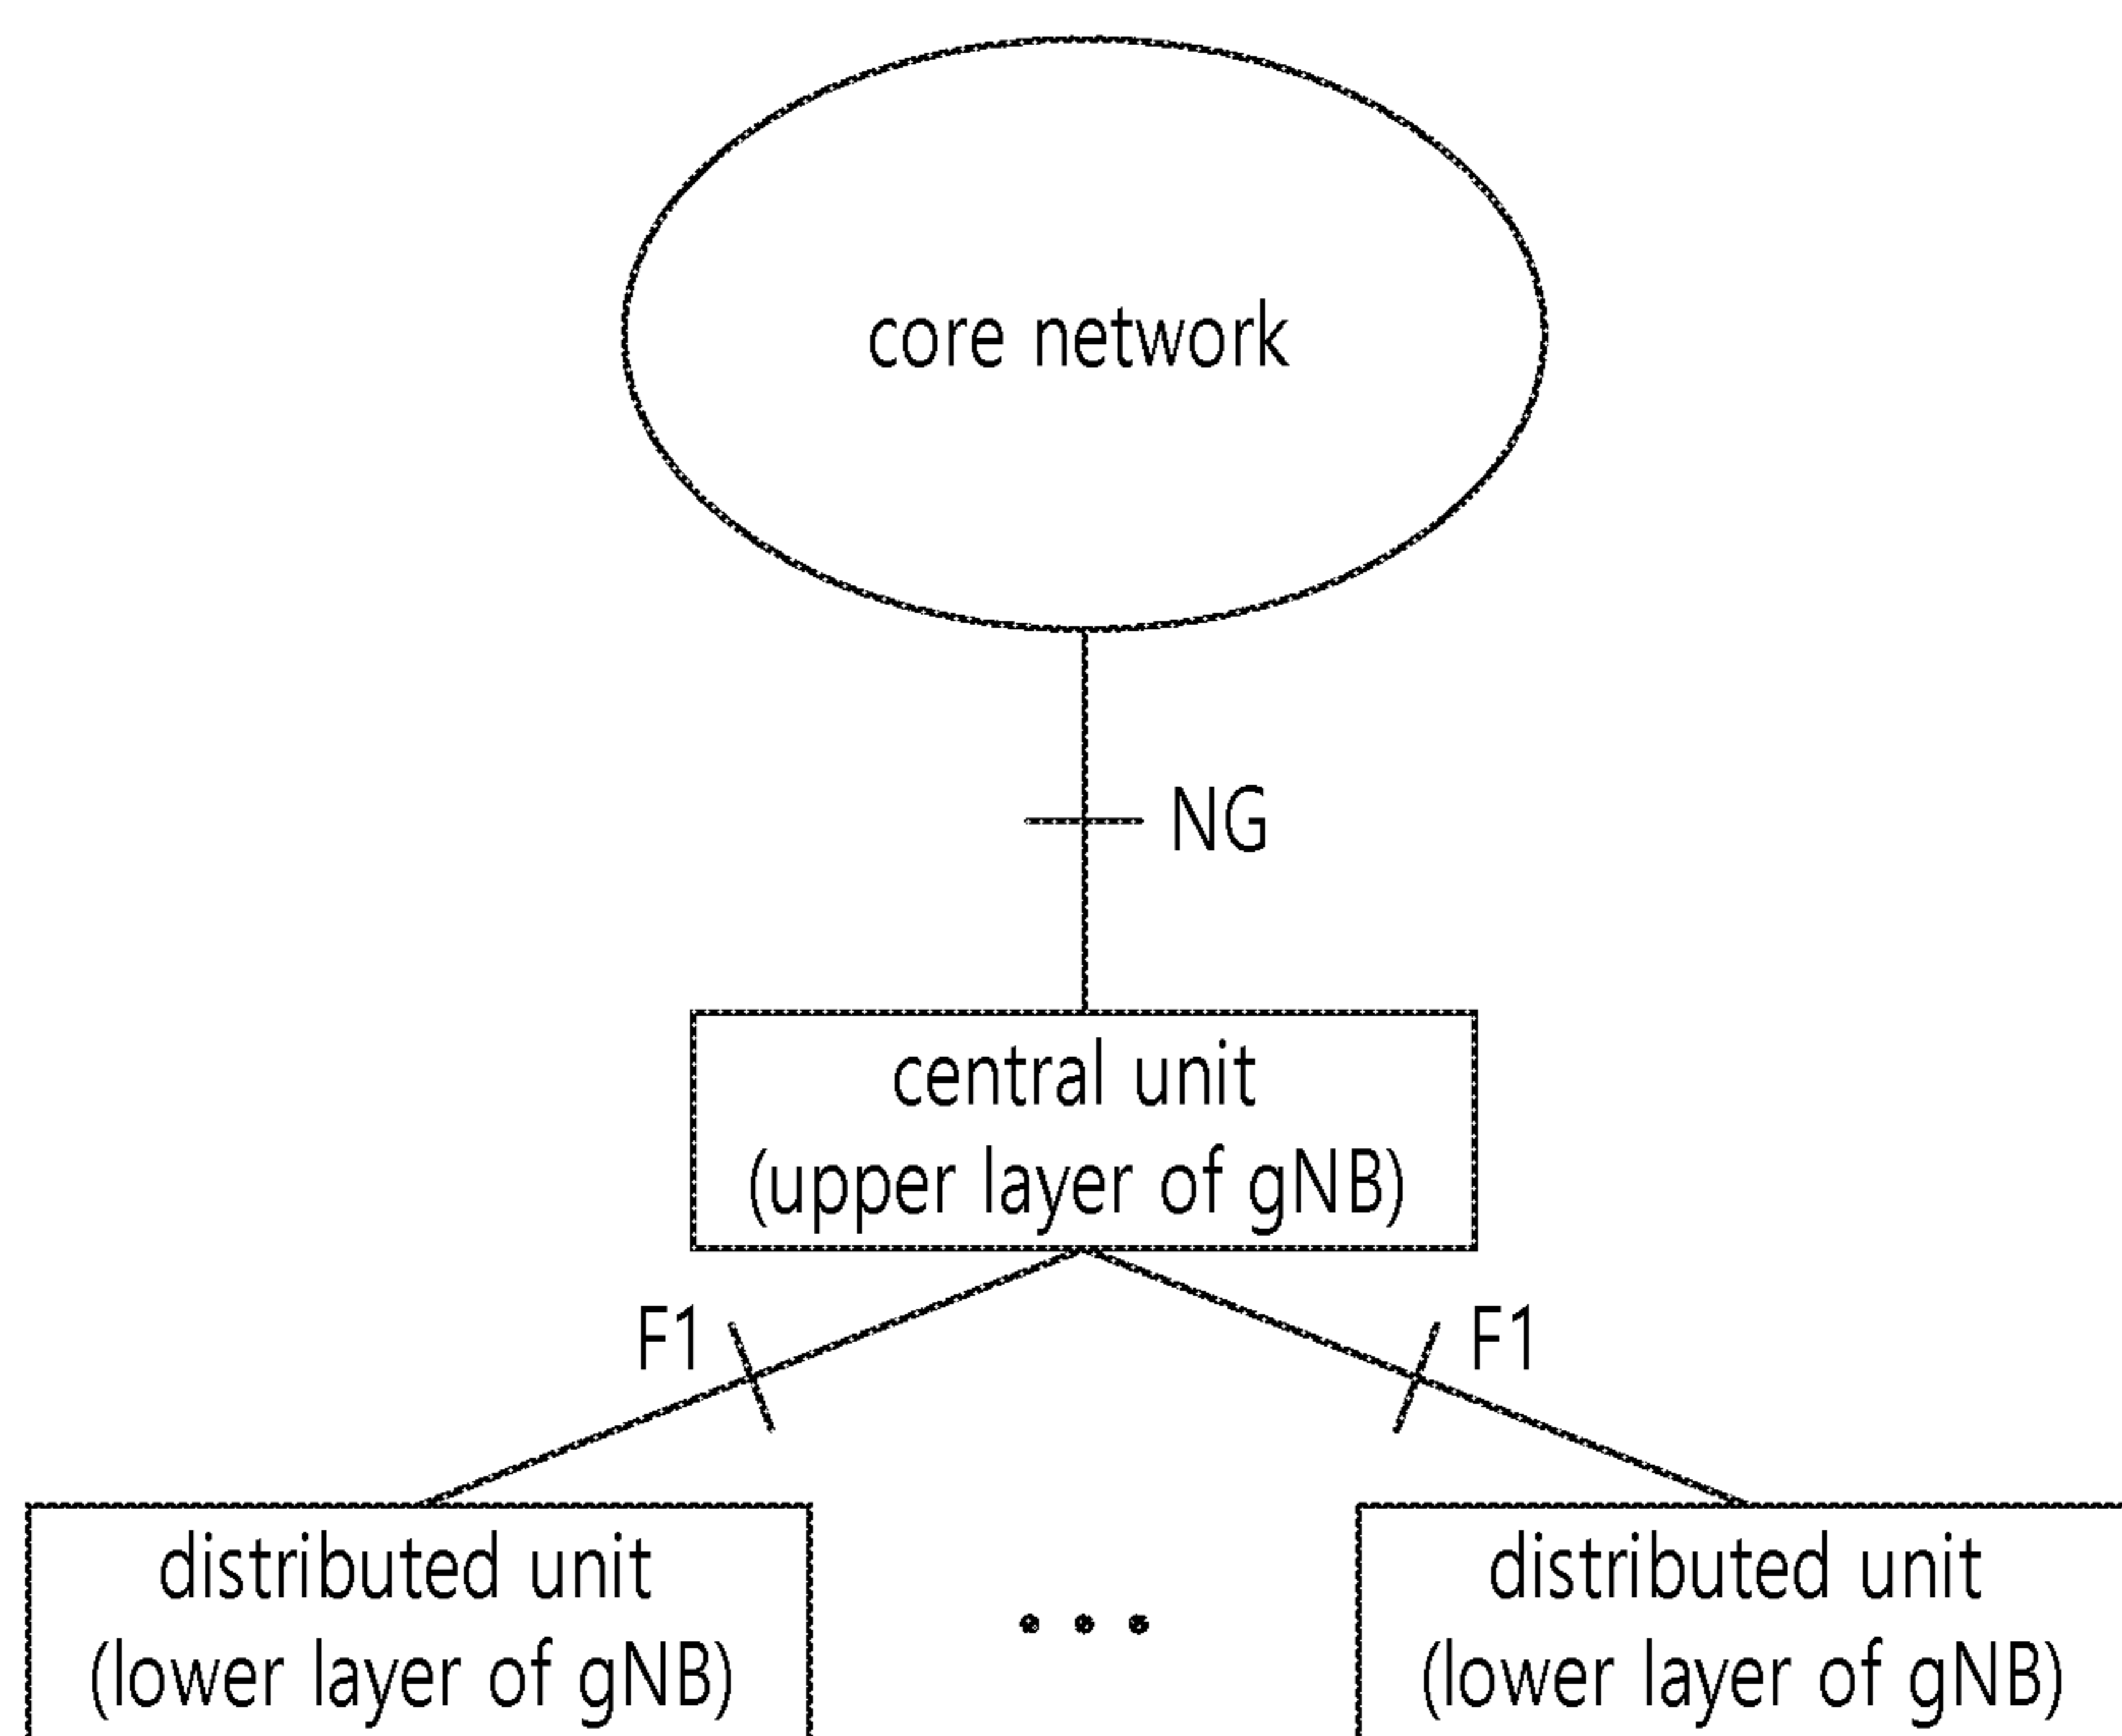 core network
NG
central unit
(upper layer of gNB)
F1
F1
distributed unit
(lower layer of gNB)
distributed unit
(lower layer of gNB)